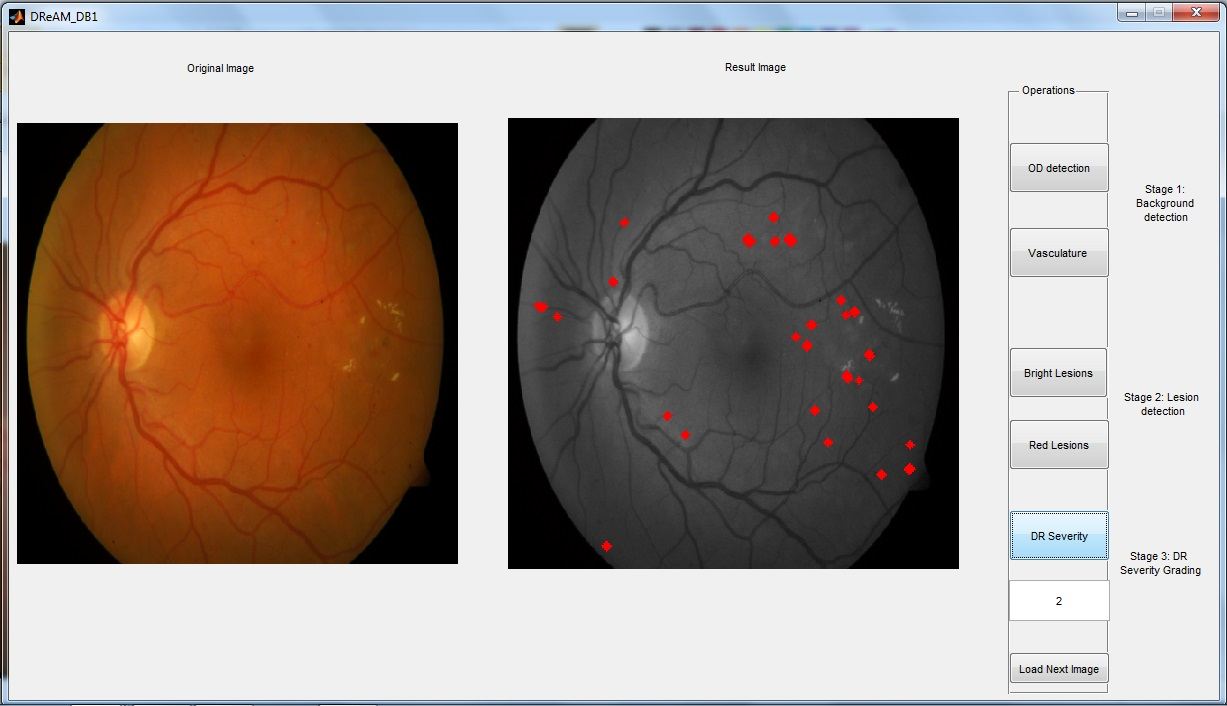 DReAM_DB1
Original Image
Result Image
Operations
OD detection
Stage 1:
Background
detection
Vasculature
Bright Lesions
Stage 2: Lesion
detection
Red Lesions
DR Severity
Stage 3: DR
Severity Grading
2
Load Next Image